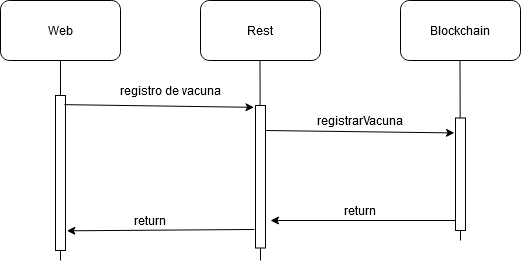 Web
Rest
Blockchain
registro de vacuna
registrarVacuna
return
return